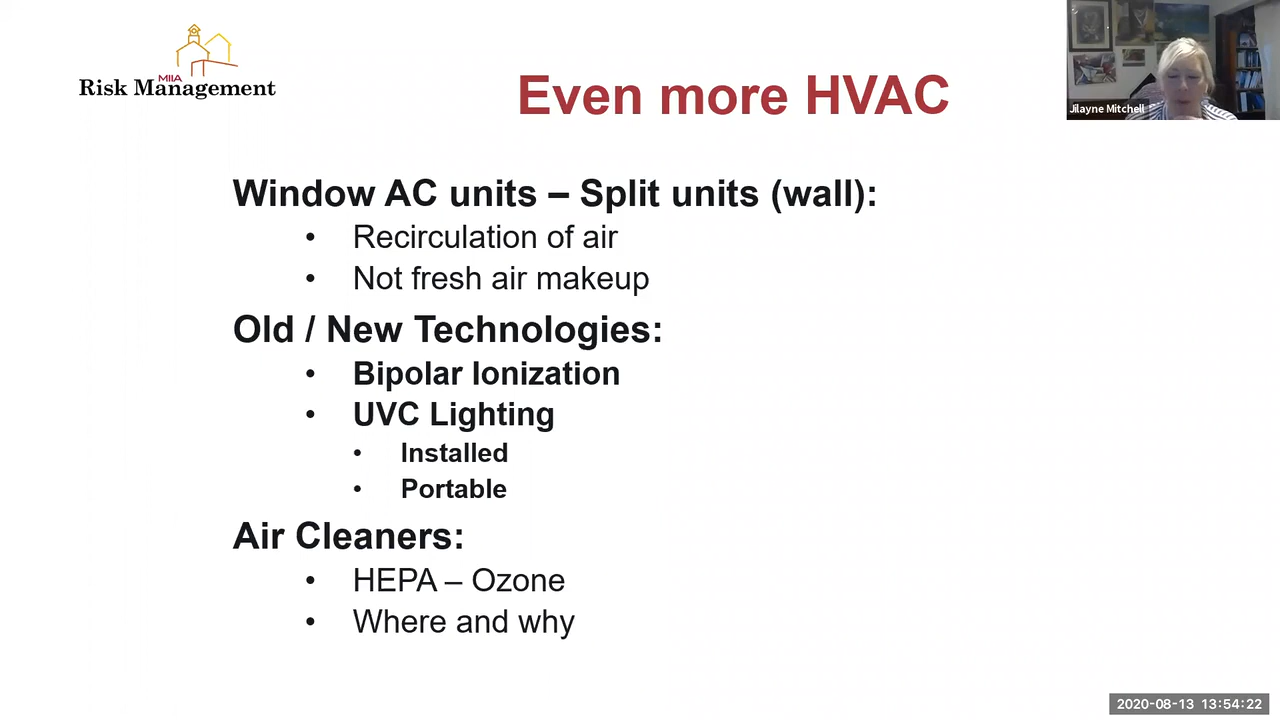 MIIA
Risk Management
Even more HVAC
Jilayne Mitchell
Window AC units – Split units (wall):
• Recirculation of air
• Not fresh air makeup
Old / New Technologies:
• Bipolar Ionization
• UVC Lighting
• Installed
• Portable
Air Cleaners:
• HEPA – Ozone
• Where and why
2020-08-13 13:54:22